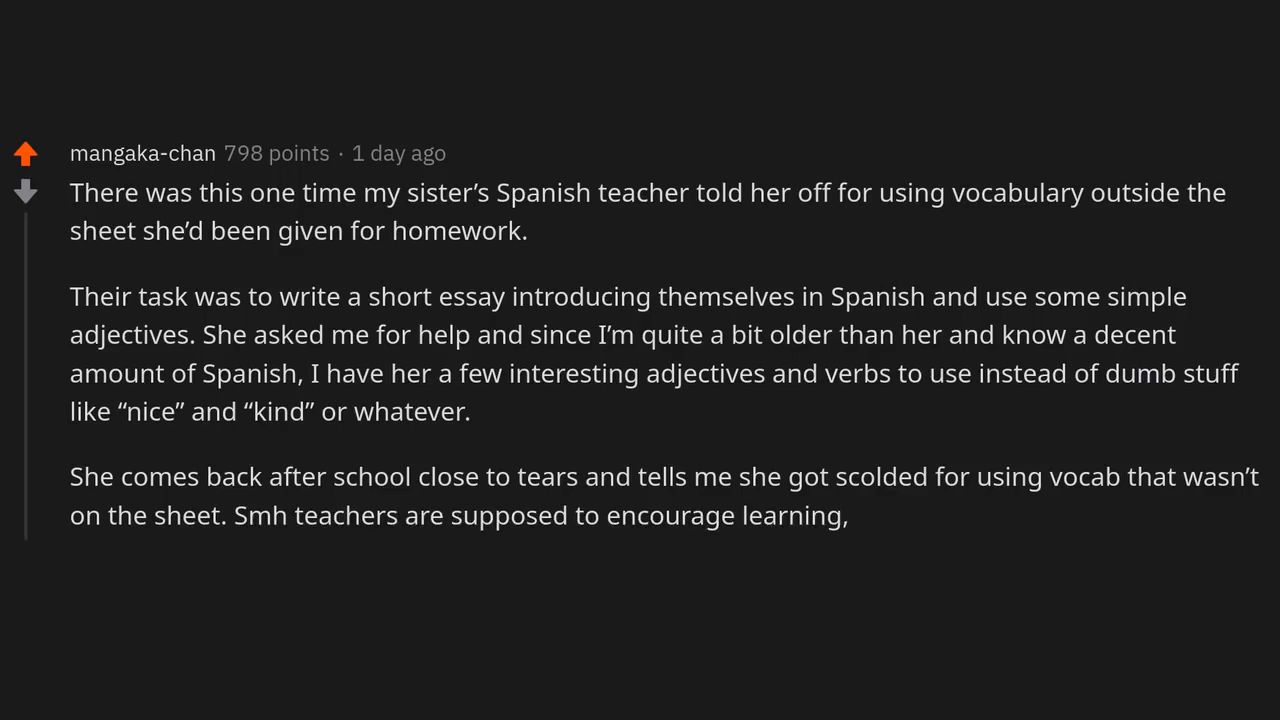 mangaka-chan 798 points · 1 day ago
There was this one time my sister’s Spanish teacher told her off for using vocabulary outside the
sheet she’d been given for homework.
Their task was to write a short essay introducing themselves in Spanish and use some simple
adjectives. She asked me for help and since I’m quite a bit older than her and know a decent
amount of Spanish, I have her a few interesting adjectives and verbs to use instead of dumb stuff
like “nice” and “kind” or whatever.
She comes back after school close to tears and tells me she got scolded for using vocab that wasn’t
on the sheet. Smh teachers are supposed to encourage learning,